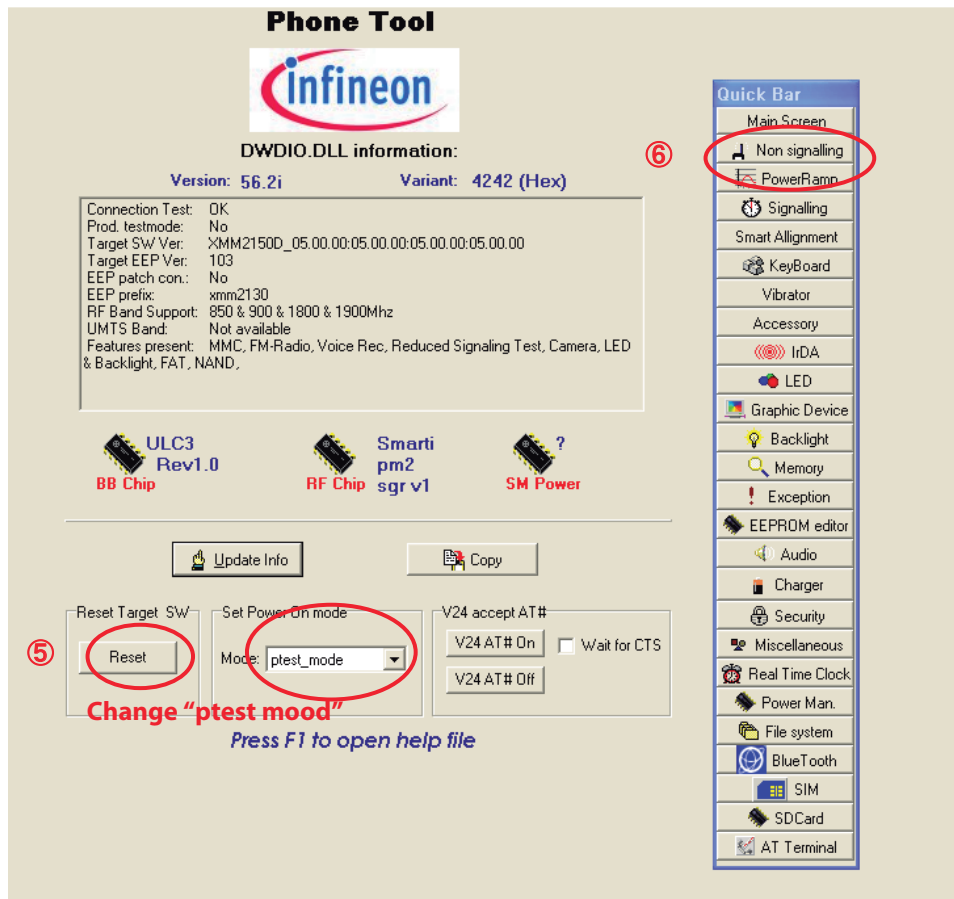 Phone Tool
infineon
DWDIO.DLL information:
Version: 56.2i Variant: 4242 (Hex)
Connection Test: OK
Prod. testmode: No
Target SW Ver: XMM2150D_05.00.00:05.00.00:05.00.00:05.00.00
Target EEP Ver: 103
EEP patch con.: No
EEP prefix: xmm2130
RF Band Support: 850 & 900 & 1800 & 1900Mhz
UMTS Band: Not available
Features present: MMC, FM-Radio, Voice Rec, Reduced Signaling Test, Camera, LED
& Backlight, FAT, NAND,
ULC3
Rev1.0
BB Chip
Smarti
pm2
sgr v1
RF Chip
?
SM Power
Update Info
Copy
Reset Target SW
⑤
Reset
Set Power On mode
Mode: ptest_mode
V24 accept AT#
V24 AT# On
Wait for CTS
V24 AT# Off
Change “ptest mood”
Press F1 to open help file
⑥
Quick Bar
Main Screen
Non signalling
PowerRamp
Signalling
Smart Allignment
KeyBoard
Vibrator
Accessory
IrDA
LED
Graphic Device
Backlight
Memory
Exception
EEPROM editor
Audio
Charger
Security
Miscellaneous
Real Time Clock
Power Man.
File system
BlueTooth
SIM
SDCard
AT Terminal